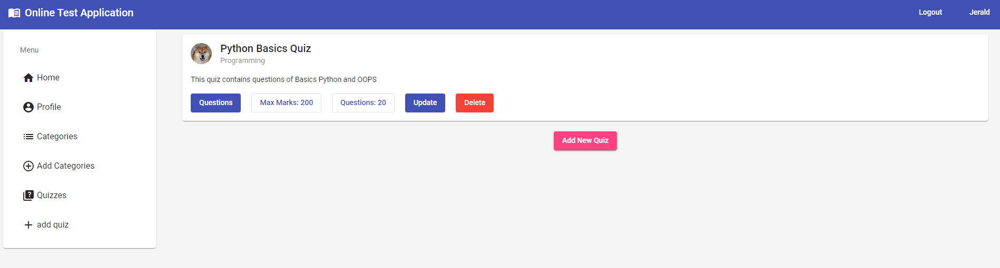 Online Test Application
Logout
Jerald
Menu
Home
Profile
Categories
Add Categories
Quizzes
add quiz
Python Basics Quiz
Programming
This quiz contains questions of Basics Python and OOPS
Questions
Max Marks: 200
Questions: 20
Update
Delete
Add New Quiz